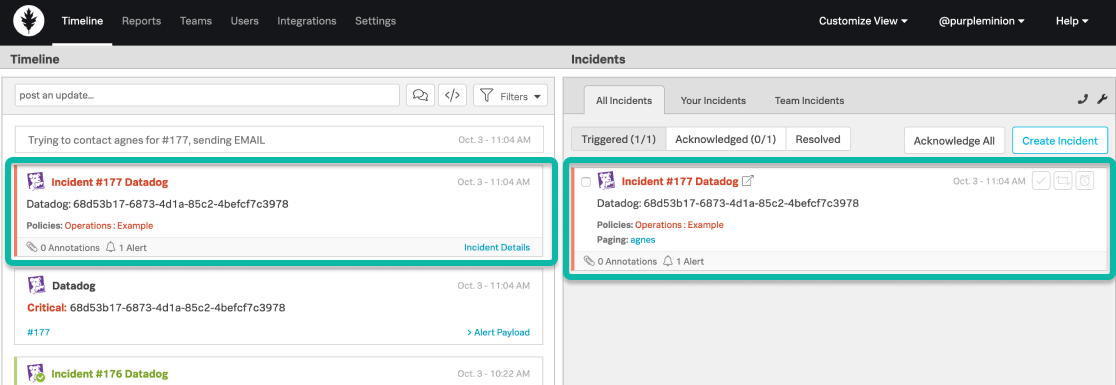 Timeline Reports Teams Users Integrations Settings Customize View @purpleminion Help
Timeline
post an update...
Filters
Trying to contact agnes for #177, sending EMAIL Oct. 3 - 11:04 AM
Incident #177 Datadog Oct. 3 - 11:04 AM
Datadog: 68d53b17-6873-4d1a-85c2-4befcf7c3978
Policies: Operations : Example
0 Annotations 1 Alert Incident Details
Datadog Oct. 3 - 11:04 AM
Critical: 68d53b17-6873-4d1a-85c2-4befcf7c3978
#177 > Alert Payload
Incident #176 Datadog Oct. 3 - 10:22 AM
Incidents
All Incidents Your Incidents Team Incidents
Triggered (1/1) Acknowledged (0/1) Resolved Acknowledge All Create Incident
Incident #177 Datadog Oct. 3 - 11:04 AM
Datadog: 68d53b17-6873-4d1a-85c2-4befcf7c3978
Policies: Operations : Example
Paging: agnes
0 Annotations 1 Alert